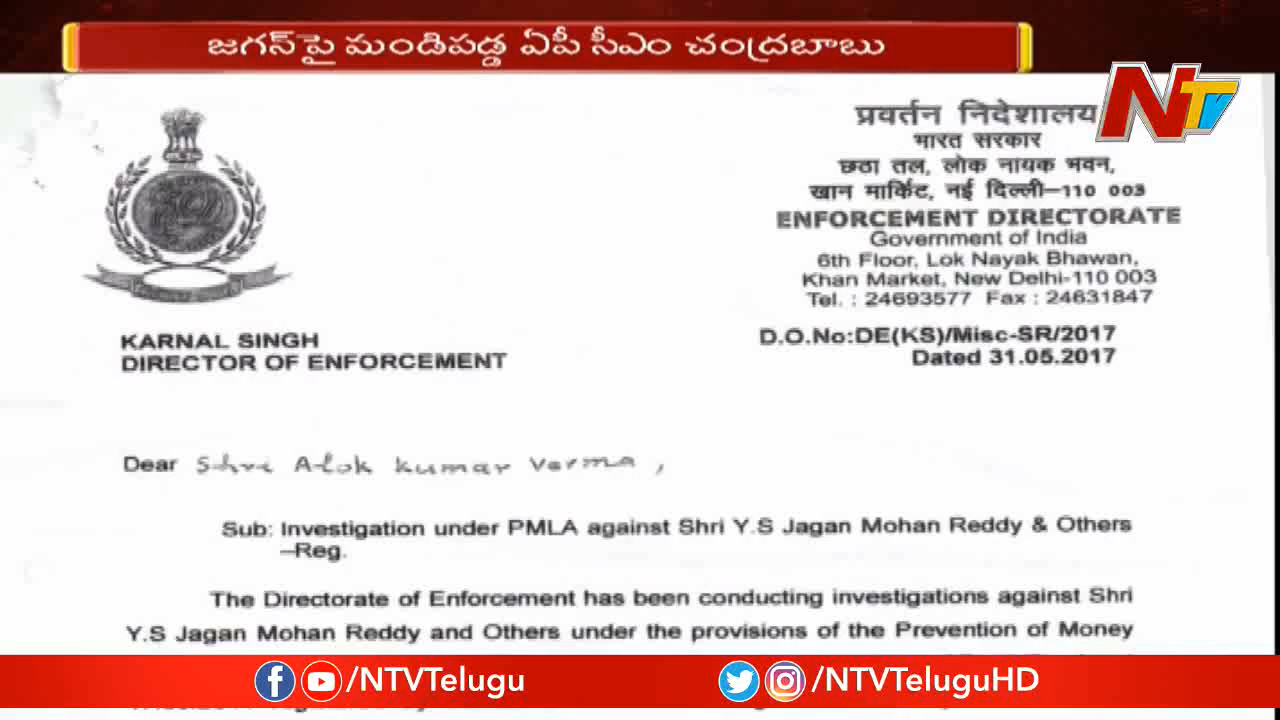 జగన్‌పై మండిపడ్డ ఏపీ సీఎం చంద్రబాబు
NTV
प्रवर्तन निदेशालय
भारत सरकार
छठा तल, लोक नायक भवन,
खान मार्किट, नई दिल्ली-110 003
ENFORCEMENT DIRECTORATE
Government of India
6th Floor, Lok Nayak Bhawan,
Khan Market, New Delhi-110 003
Tel. : 24693577 Fax : 24631847
KARNAL SINGH
DIRECTOR OF ENFORCEMENT
D.O.No:DE(KS)/Misc-SR/2017
Dated 31.05.2017
Dear Shri Alok Kumar Verma,
Sub: Investigation under PMLA against Shri Y.S Jagan Mohan Reddy & Others
–Reg.
The Directorate of Enforcement has been conducting investigations against Shri
Y.S Jagan Mohan Reddy and Others under the provisions of the Prevention of Money
/NTVTelugu
/NTVTeluguHD